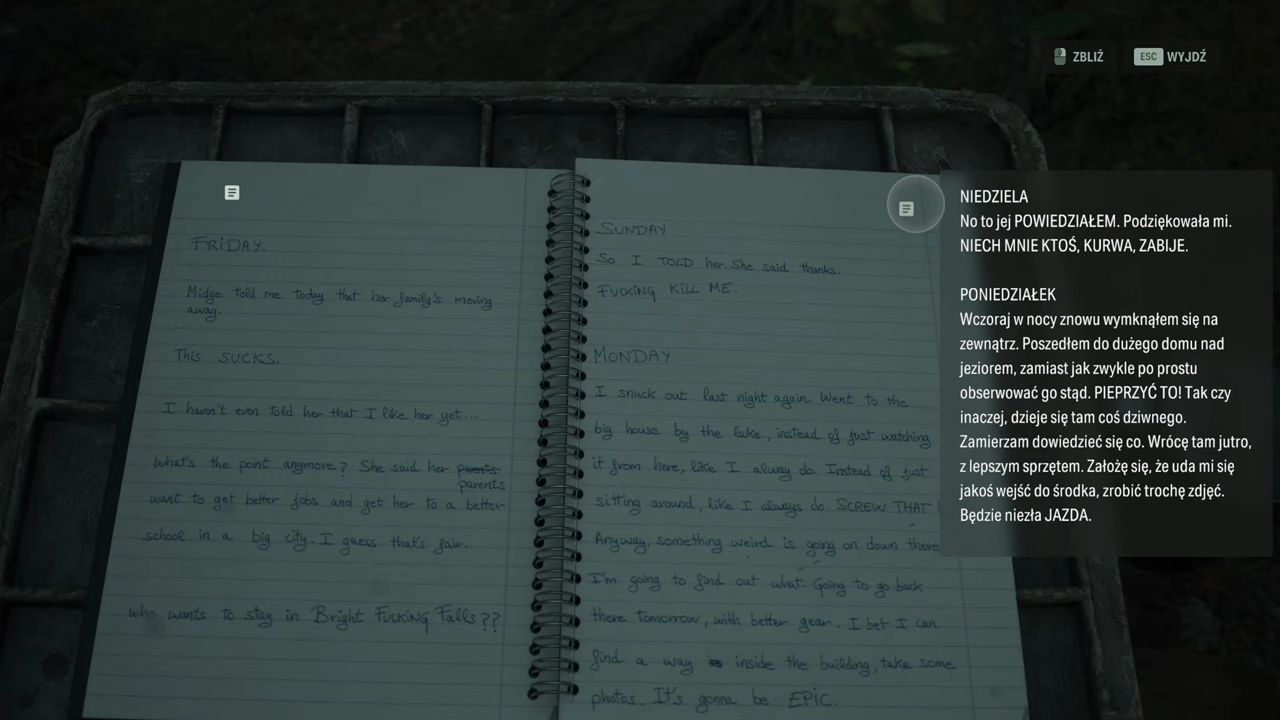 ZBLIŻ
ESC WYJDŹ
FRIDAY.
Midge told me today that her family's moving
away.
This SUCKS.
I havn't even told her that I like her yet...
What's the point anymore? She said her parents
parents
want to get better jobs and get her to a better
school in a big city. I guess that's fair.
who wants to stay in Bright FUCKING Falls??
SUNDAY
So I TOLD her. She said thanks.
FUCKING KILL ME.
MONDAY
I snuck out last night again. Went to the
big house by the lake, instead of just watching
it from here, like I alway do. Instead of just
sitting around, like I always do. SCREW THAT
Anyway, something weird is going on down there
I'm going to find out what. Going to go back
there tomorrow, with better gear. I bet I can
find a way inside the building, take some
photos. It's gonna be EPIC.
NIEDZIELA
No to jej POWIEDZIAŁEM. Podziękowała mi.
NIECH MNIE KTOŚ, KURWA, ZABIJE.
PONIEDZIAŁEK
Wczoraj w nocy znowu wymknąłem się na
zewnątrz. Poszedłem do dużego domu nad
jeziorem, zamiast jak zwykle po prostu
obserwować go stąd. PIEPRZYĆ TO! Tak czy
inaczej, dzieje się tam coś dziwnego.
Zamierzam dowiedzieć się co. Wrócę tam jutro,
z lepszym sprzętem. Założę się, że uda mi się
jakoś wejść do środka, zrobić trochę zdjęć.
Będzie niezła JAZDA.